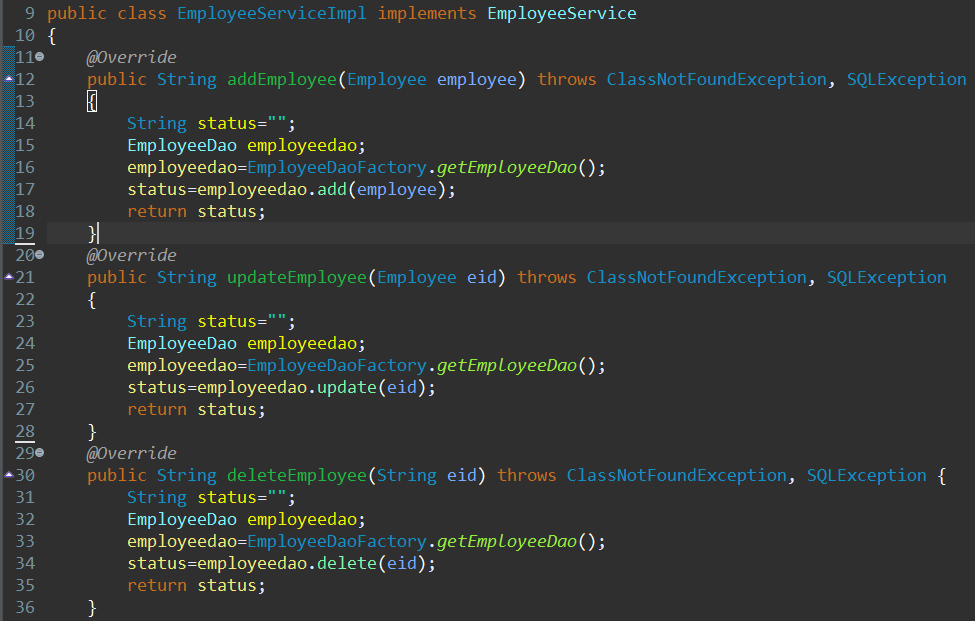 9 public class EmployeeServiceImpl implements EmployeeService
10 {
11 @Override
12 public String addEmployee(Employee employee) throws ClassNotFoundException, SQLException
13 {
14 String status="";
15 EmployeeDao employeedao;
16 employeedao=EmployeeDaoFactory.getEmployeeDao();
17 status=employeedao.add(employee);
18 return status;
19 }
20 @Override
21 public String updateEmployee(Employee eid) throws ClassNotFoundException, SQLException
22 {
23 String status="";
24 EmployeeDao employeedao;
25 employeedao=EmployeeDaoFactory.getEmployeeDao();
26 status=employeedao.update(eid);
27 return status;
28 }
29 @Override
30 public String deleteEmployee(String eid) throws ClassNotFoundException, SQLException {
31 String status="";
32 EmployeeDao employeedao;
33 employeedao=EmployeeDaoFactory.getEmployeeDao();
34 status=employeedao.delete(eid);
35 return status;
36 }